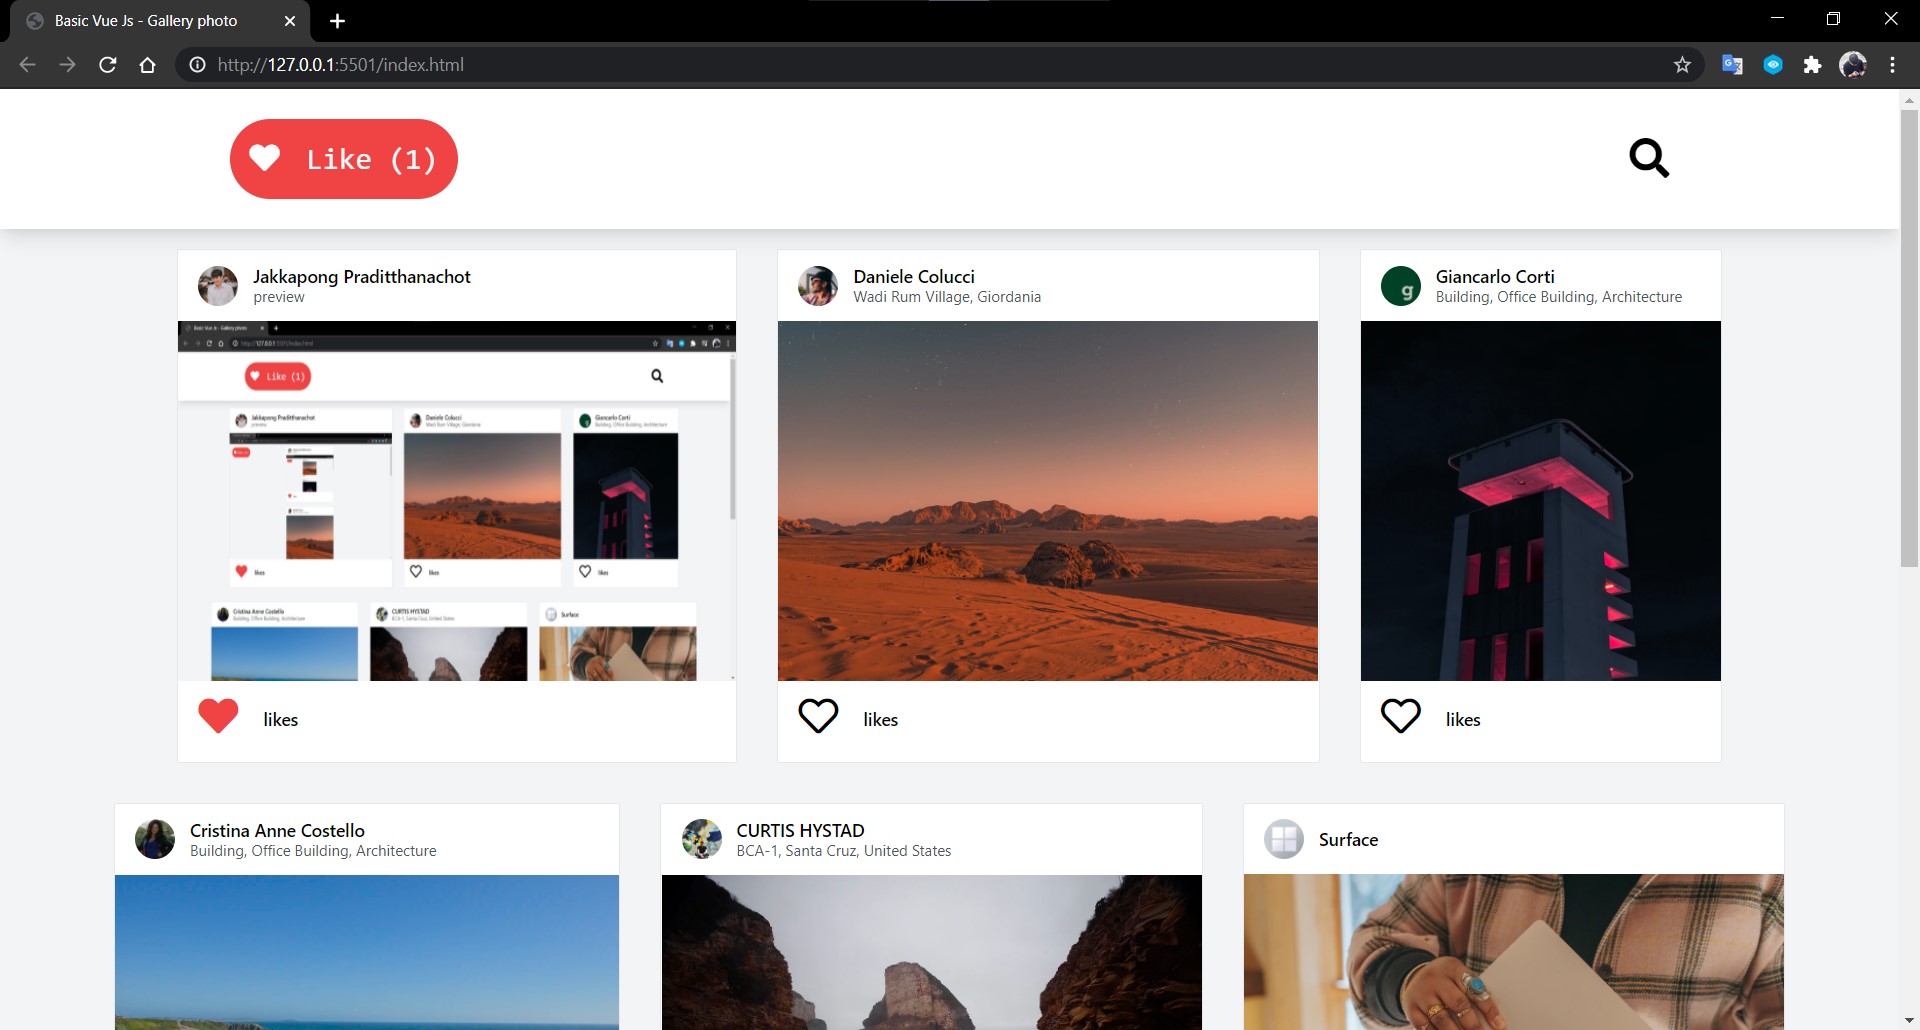 Basic Vue Js - Gallery photo
http://127.0.0.1:5501/index.html
Like (1)
Jakkapong Praditthanachot
preview
Daniele Colucci
Wadi Rum Village, Giordania
Giancarlo Corti
Building, Office Building, Architecture
g
Basic Vue Js - Gallery photo
http://127.0.0.1:5501/index.html
Like (1)
Jakkapong Praditthanachot
preview
Daniele Colucci
Wadi Rum Village, Giordania
Giancarlo Corti
Building, Office Building, Architecture
likes
likes
likes
Cristina Anne Costello
Building, Office Building, Architecture
CURTIS HYSTAD
BCA-1, Santa Cruz, United States
Surface
likes
likes
likes
Cristina Anne Costello
Building, Office Building, Architecture
CURTIS HYSTAD
BCA-1, Santa Cruz, United States
Surface